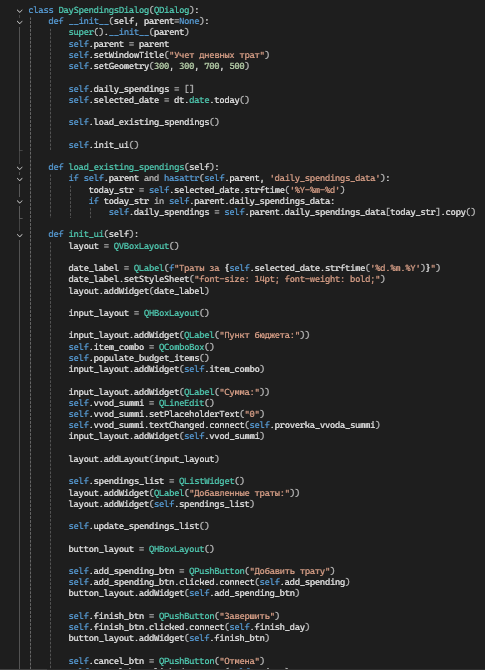 class DaySpendingsDialog(QDialog):
def __init__(self, parent=None):
super().__init__(parent)
self.parent = parent
self.setWindowTitle("Учет дневных трат")
self.setGeometry(300, 300, 700, 500)
self.daily_spendings = []
self.selected_date = dt.date.today()
self.load_existing_spendings()
self.init_ui()
def load_existing_spendings(self):
if self.parent and hasattr(self.parent, 'daily_spendings_data'):
today_str = self.selected_date.strftime('%Y-%m-%d')
if today_str in self.parent.daily_spendings_data:
self.daily_spendings = self.parent.daily_spendings_data[today_str].copy()
def init_ui(self):
layout = QVBoxLayout()
date_label = QLabel(f"Траты за {self.selected_date.strftime('%d.%m.%Y')}")
date_label.setStyleSheet("font-size: 14pt; font-weight: bold;")
layout.addWidget(date_label)
input_layout = QHBoxLayout()
input_layout.addWidget(QLabel("Пункт бюджета:"))
self.item_combo = QComboBox()
self.populate_budget_items()
input_layout.addWidget(self.item_combo)
input_layout.addWidget(QLabel("Сумма:"))
self.vvod_summi = QLineEdit()
self.vvod_summi.setPlaceholderText("0")
self.vvod_summi.textChanged.connect(self.proverka_vvoda_summi)
input_layout.addWidget(self.vvod_summi)
layout.addLayout(input_layout)
self.spendings_list = QListWidget()
layout.addWidget(QLabel("Добавленные траты:"))
layout.addWidget(self.spendings_list)
self.update_spendings_list()
button_layout = QHBoxLayout()
self.add_spending_btn = QPushButton("Добавить трату")
self.add_spending_btn.clicked.connect(self.add_spending)
button_layout.addWidget(self.add_spending_btn)
self.finish_btn = QPushButton("Завершить")
self.finish_btn.clicked.connect(self.finish_day)
button_layout.addWidget(self.finish_btn)
self.cancel_btn = QPushButton("Отмена")